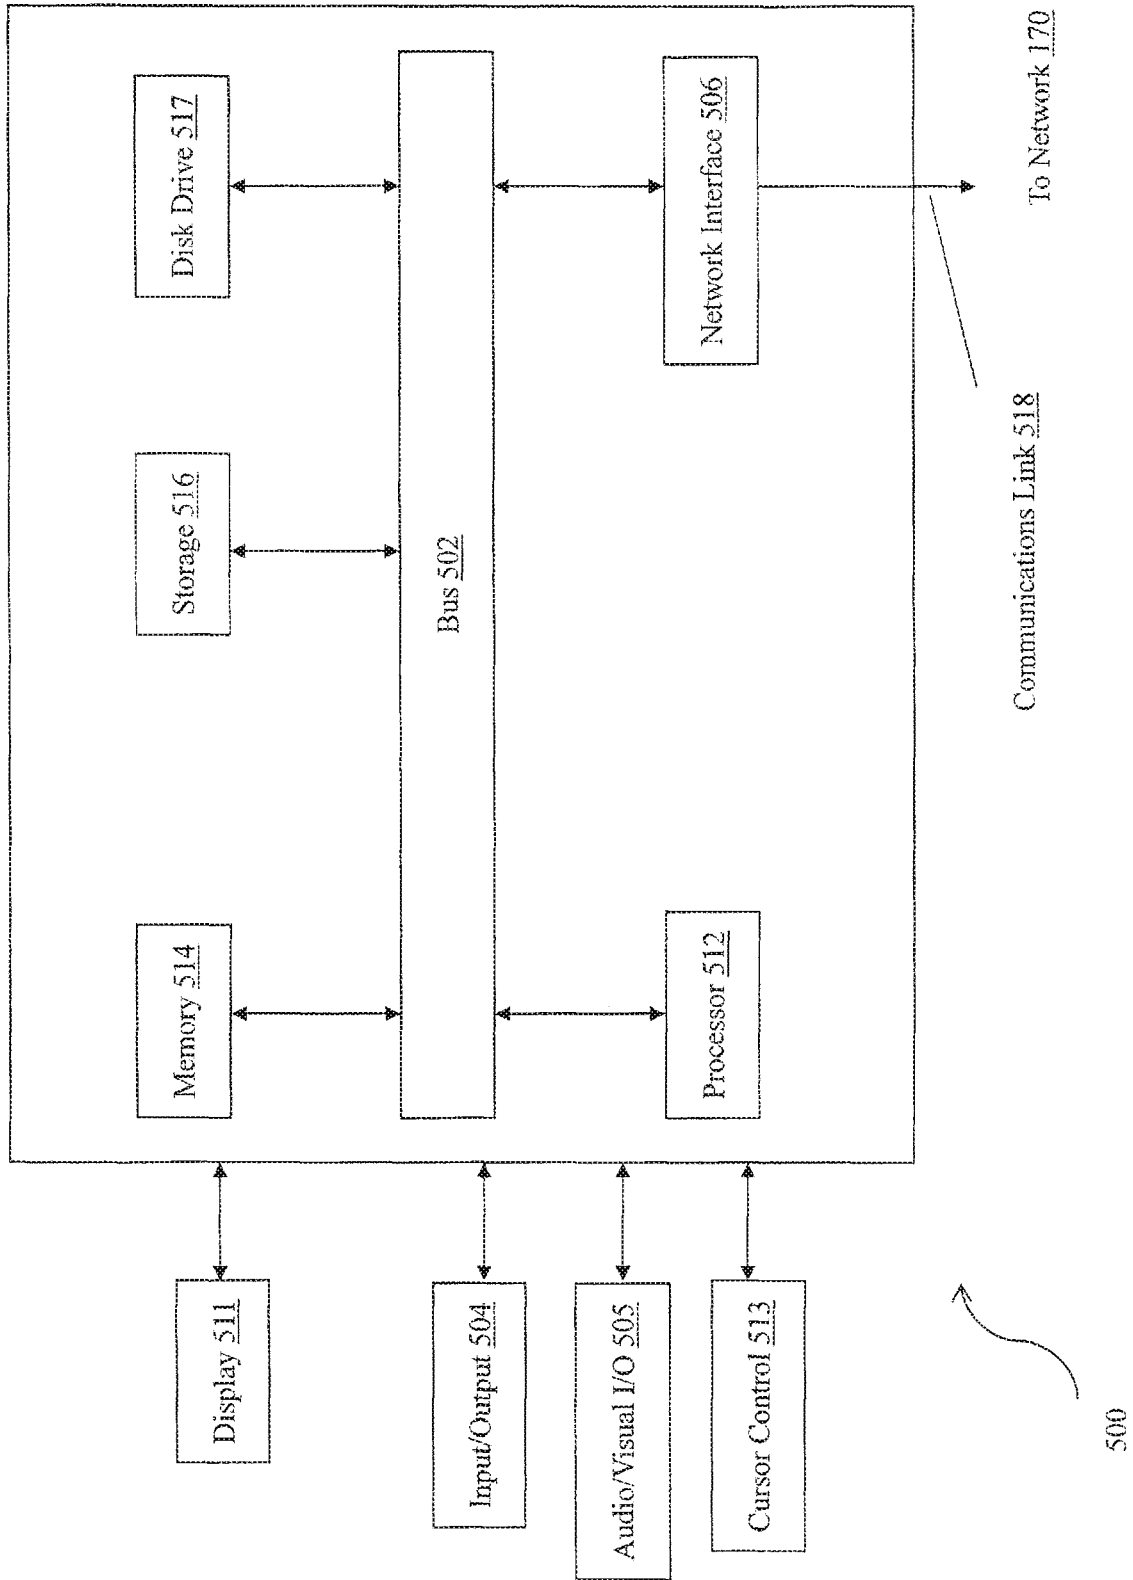 Display 511
Input/Output 504
Audio/Visual I/O 505
Cursor Control 513
Memory 514
Storage 516
Disk Drive 517
Bus 502
Processor 512
Network Interface 506
Communications Link 518
To Network 170
500